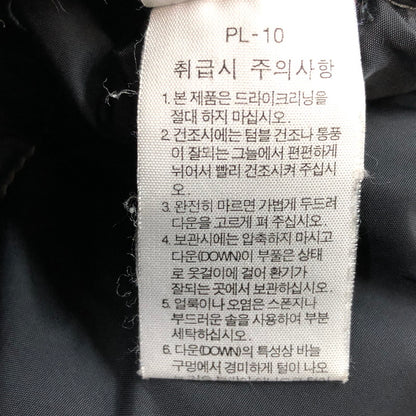 PL-10
취급시 주의사항
1. 본 제품은 드라이크리닝을
절대 하지 마십시오.
2. 건조시에는 텀블 건조나 통풍
이 잘되는 그늘에서 편편하게
뉘어서 빨리 건조시켜 주십시
오.
3. 완전히 마르면 가볍게 두드려
다운을 고르게 펴 주십시오.
4. 보관시에는 압축하지 마시고
다운(DOWN)이 부풀은 상태
로 옷걸이에 걸어 환기가
잘되는 곳에서 보관하십시오.
5. 얼룩이나 오염은 스폰지나
부드러운 솔을 사용하여 부분
세탁하십시오.
6. 다운(DOWN)의 특성상 바늘
구멍에서 경미하게 털이 나오